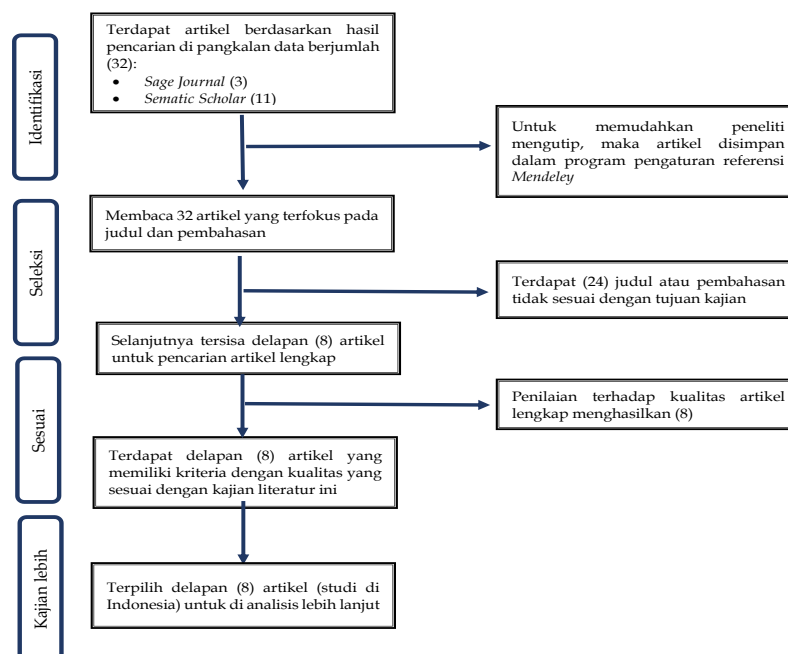 Identifikasi
Terdapat artikel berdasarkan hasil
pencarian di pangkalan data berjumlah
(32):
• Sage Journal (3)
• Sematic Scholar (11)
Untuk memudahkan peneliti
mengutip, maka artikel disimpan
dalam program pengaturan referensi
Mendeley
Seleksi
Membaca 32 artikel yang terfokus pada
judul dan pembahasan
Terdapat (24) judul atau pembahasan
tidak sesuai dengan tujuan kajian
Selanjutnya tersisa delapan (8) artikel
untuk pencarian artikel lengkap
Sesuai
Penilaian terhadap kualitas artikel
lengkap menghasilkan (8)
Terdapat delapan (8) artikel yang
memiliki kriteria dengan kualitas yang
sesuai dengan kajian literatur ini
Kajian lebih
Terpilih delapan (8) artikel (studi di
Indonesia) untuk di analisis lebih lanjut